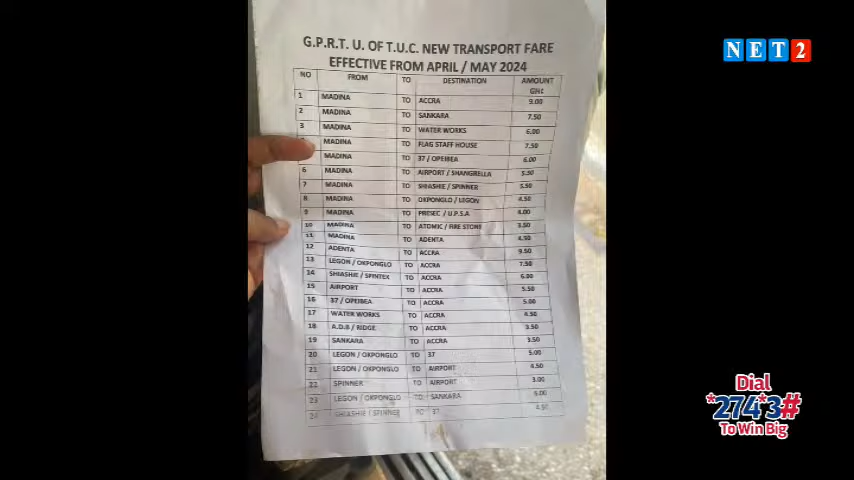 G.P.R.T. U. OF T.U.C. NEW TRANSPORT FARE
EFFECTIVE FROM APRIL / MAY 2024
NO FROM TO DESTINATION AMOUNT GH¢
1 MADINA TO ACCRA 9.00
2 MADINA TO SANKARA 7.50
3 MADINA TO WATER WORKS 6.00
MADINA TO FLAG STAFF HOUSE 7.50
MADINA TO 37 / OPEIBEA 6.00
6 MADINA TO AIRPORT / SHANGRELLA 5.50
7 MADINA TO SHIASHIE / SPINNER 5.50
8 MADINA TO OKPONGLO / LEGON 4.50
9 MADINA TO PRESEC / U.P.S.A 4.00
10 MADINA TO ATOMIC / FIRE STONE 3.50
11 MADINA TO ADENTA 4.50
12 ADENTA TO ACCRA 9.50
13 LEGON / OKPONGLO TO ACCRA 7.50
14 SHIASHIE / SPINTEX TO ACCRA 6.00
15 AIRPORT TO ACCRA 5.50
16 37 / OPEIBEA TO ACCRA 5.00
17 WATER WORKS TO ACCRA 4.50
18 A.D.B / RIDGE TO ACCRA 3.50
19 SANKARA TO ACCRA 3.50
20 LEGON / OKPONGLO TO 37 5.00
21 LEGON / OKPONGLO TO AIRPORT 4.50
22 SPINNER TO AIRPORT 3.00
23 LEGON / OKPONGLO TO SANKARA 6.00
24 SHIASHIE / SPINNER TO 37 4.50
NET2
Dial
*274*3#
To Win Big